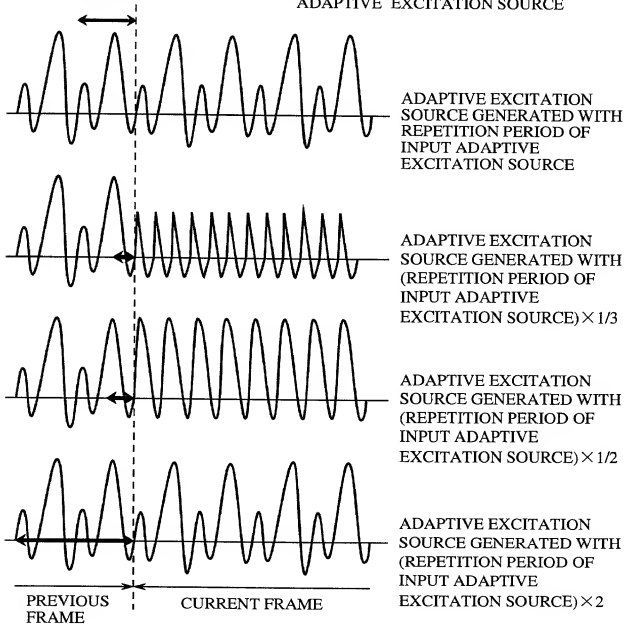 ADAPTIVE EXCITATION SOURCE
ADAPTIVE EXCITATION
SOURCE GENERATED WITH
REPETITION PERIOD OF
INPUT ADAPTIVE
EXCITATION SOURCE
ADAPTIVE EXCITATION
SOURCE GENERATED WITH
(REPETITION PERIOD OF
INPUT ADAPTIVE
EXCITATION SOURCE)×1/3
ADAPTIVE EXCITATION
SOURCE GENERATED WITH
(REPETITION PERIOD OF
INPUT ADAPTIVE
EXCITATION SOURCE)×1/2
ADAPTIVE EXCITATION
SOURCE GENERATED WITH
(REPETITION PERIOD OF
INPUT ADAPTIVE
EXCITATION SOURCE)×2
PREVIOUS
FRAME
CURRENT FRAME